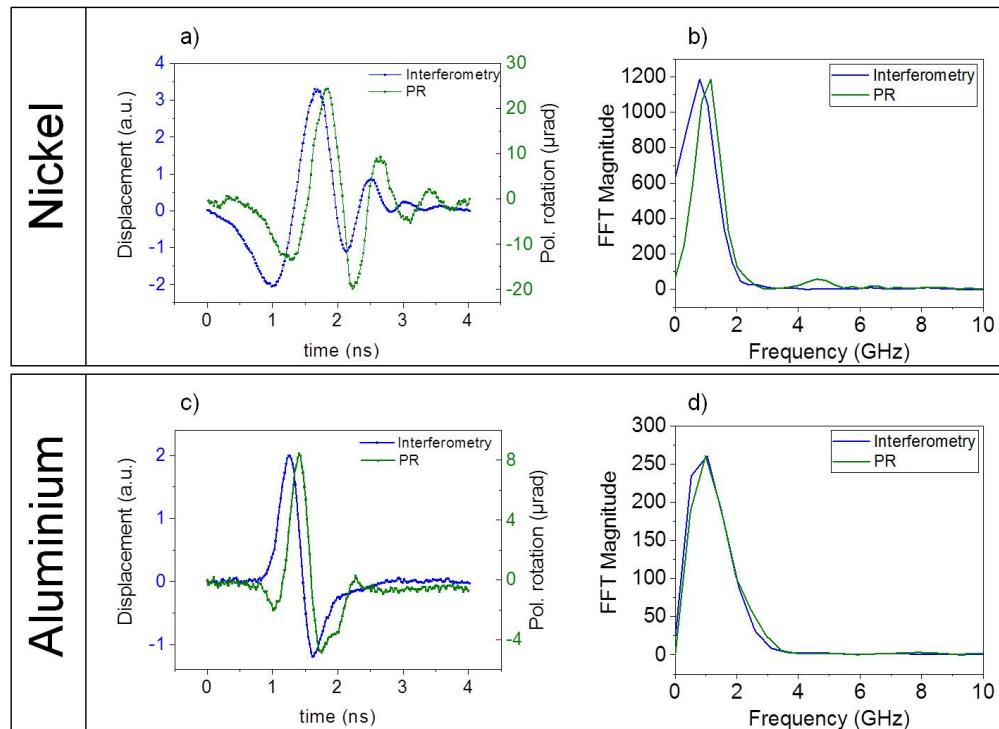 Nickel
a)
Displacement (a.u.)
4
3
2
1
0
-1
-2
Interferometry
PR
30
20
10
0
-10
-20
Pol. rotation (μrad)
0 1 2 3 4
time (ns)
b)
FFT Magnitude
1200
1000
800
600
400
200
0
Interferometry
PR
0 2 4 6 8 10
Frequency (GHz)
Aluminium
c)
Displacement (a.u.)
2
1
0
-1
Interferometry
PR
8
4
0
-4
Pol. rotation (μrad)
0 1 2 3 4
time (ns)
d)
FFT Magnitude
300
250
200
150
100
50
0
Interferometry
PR
0 2 4 6 8 10
Frequency (GHz)